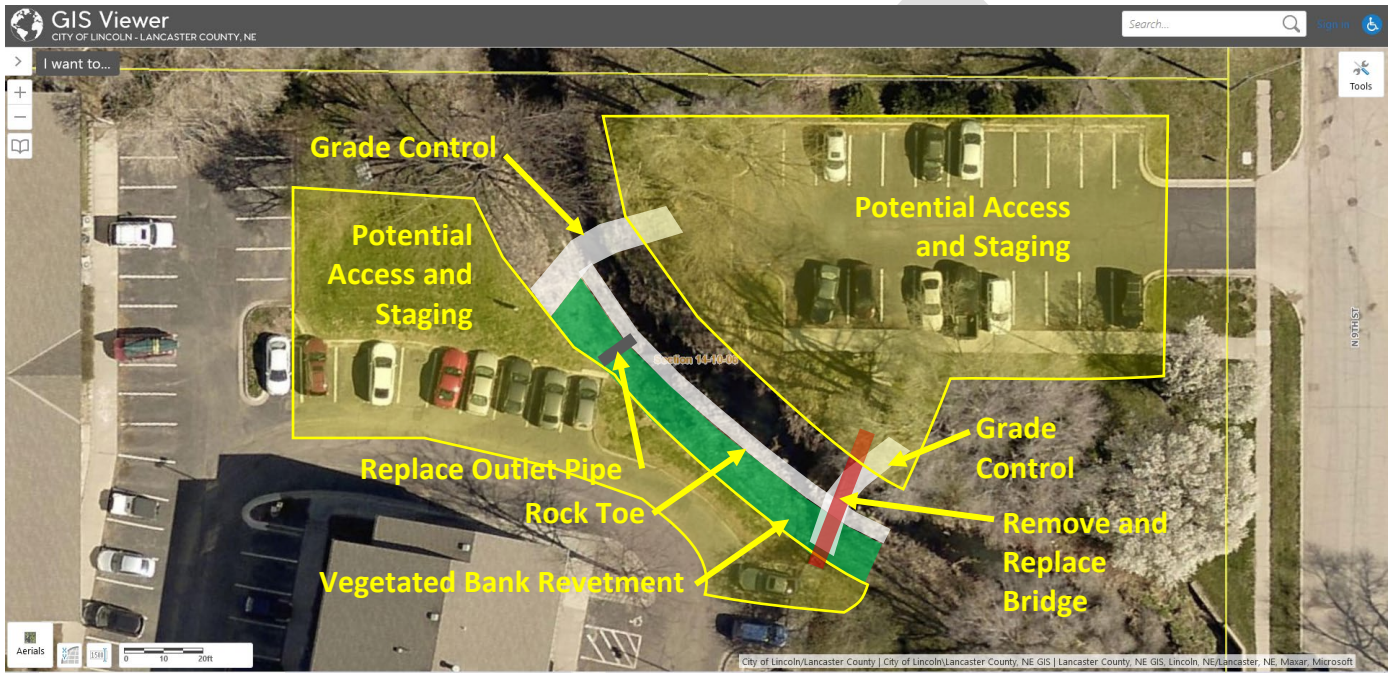 GIS Viewer
CITY OF LINCOLN - LANCASTER COUNTY, NE
Search...
Sign in
I want to...
Tools
Grade Control
Potential
Access and
Staging
Potential Access
and Staging
N 9TH ST
Replace Outlet Pipe
Rock Toe
Vegetated Bank Revetment
Grade
Control
Remove and
Replace
Bridge
Aerials
0 10 20ft
City of Lincoln/Lancaster County | City of Lincoln\Lancaster County, NE GIS | Lancaster County, NE GIS, Lincoln, NE/Lancaster, NE, Maxar, Microsoft